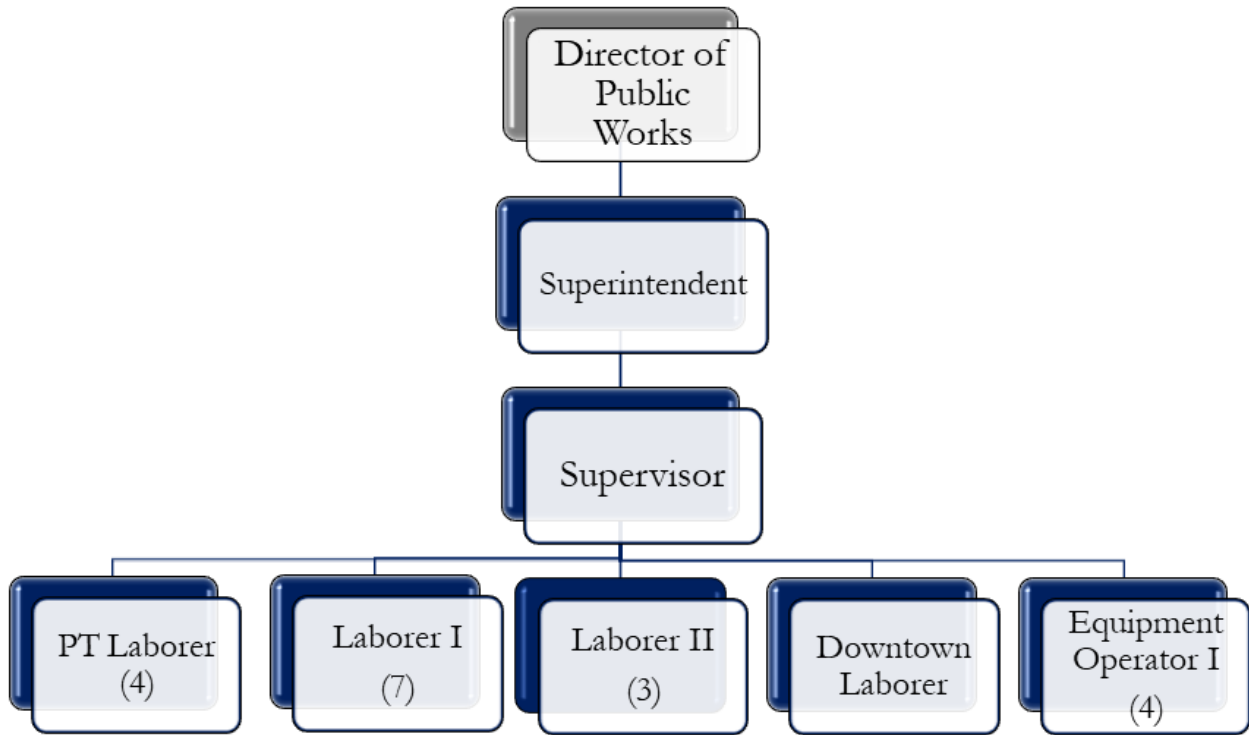 Director of
Public
Works
Superintendent
Supervisor
PT Laborer
(4)
Laborer I
(7)
Laborer II
(3)
Downtown
Laborer
Equipment
Operator I
(4)